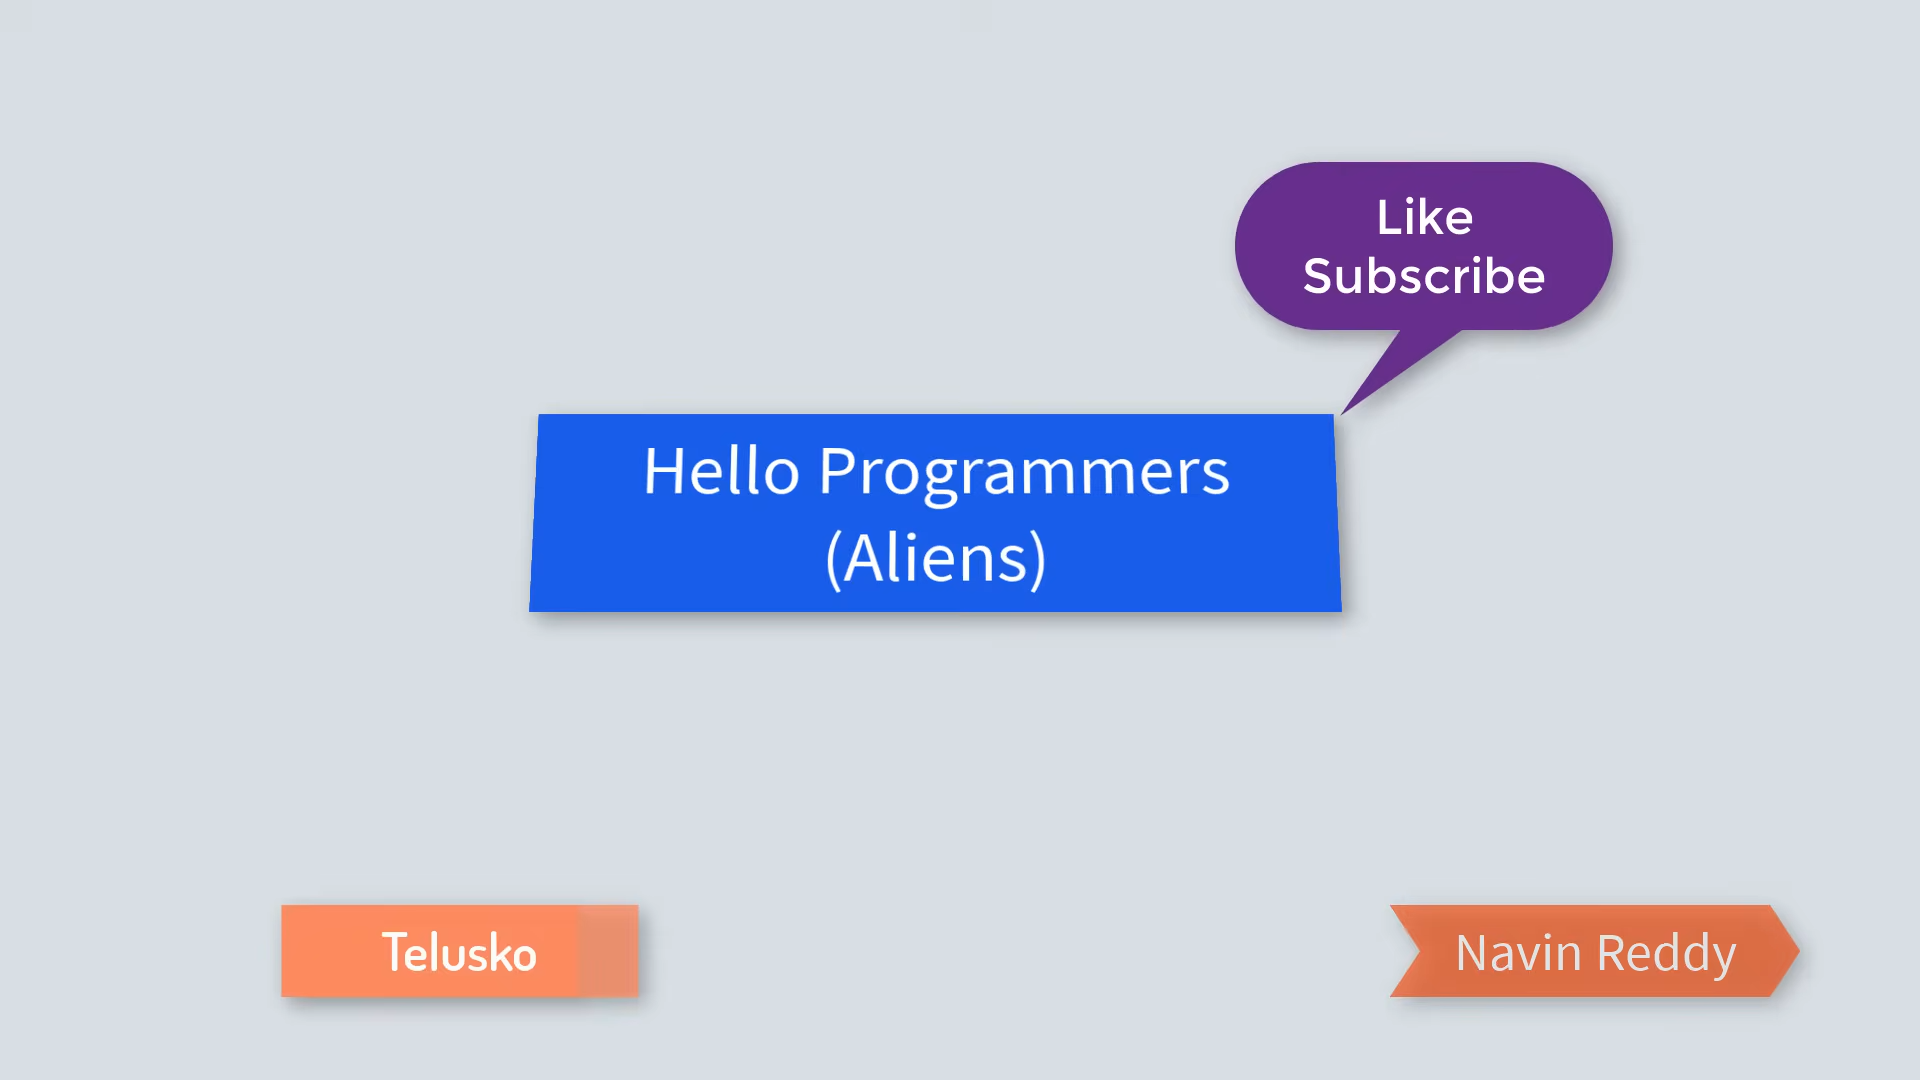 Like
Subscribe
Hello Programmers
(Aliens)
Telusko
Navin Reddy